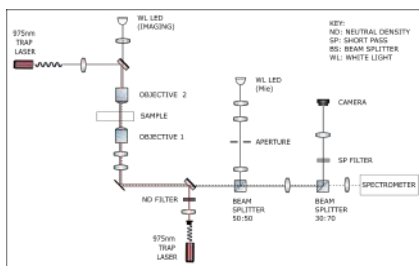 WL LED
(IMAGING)
KEY:
ND: NEUTRAL DENSITY
SP: SHORT PASS
BS: BEAM SPLITTER
WL: WHITE LIGHT
975nm
TRAP
LASER
OBJECTIVE 2
SAMPLE
OBJECTIVE 1
WL LED
(Mie)
APERTURE
CAMERA
SP FILTER
SPECTROMETER
ND FILTER
BEAM
SPLITTER
50:50
BEAM
SPLITTER
30:70
975nm
TRAP
LASER